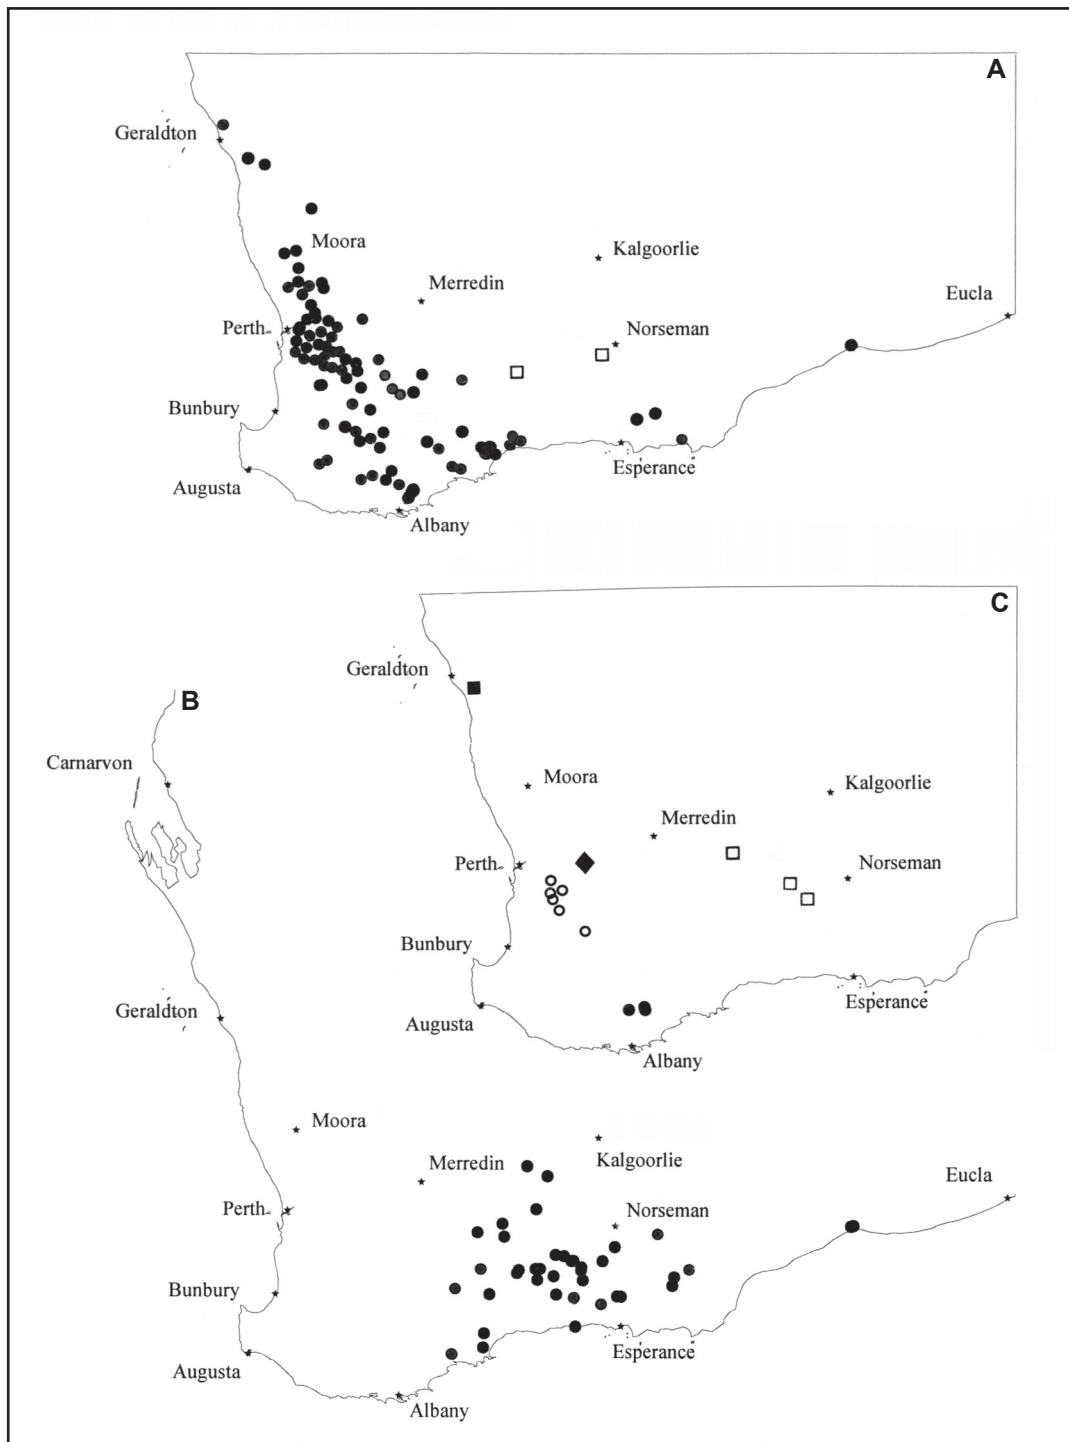 A
Geraldton
Moora
Kalgoorlie
Merredin
Eucla
Perth
Norseman
Bunbury
Esperance
Augusta
Albany
C
Geraldton
Moora
Kalgoorlie
Merredin
Perth
Norseman
Bunbury
Esperance
Augusta
Albany
B
Carnarvon
Geraldton
Moora
Merredin
Kalgoorlie
Eucla
Perth
Norseman
Bunbury
Esperance
Augusta
Albany